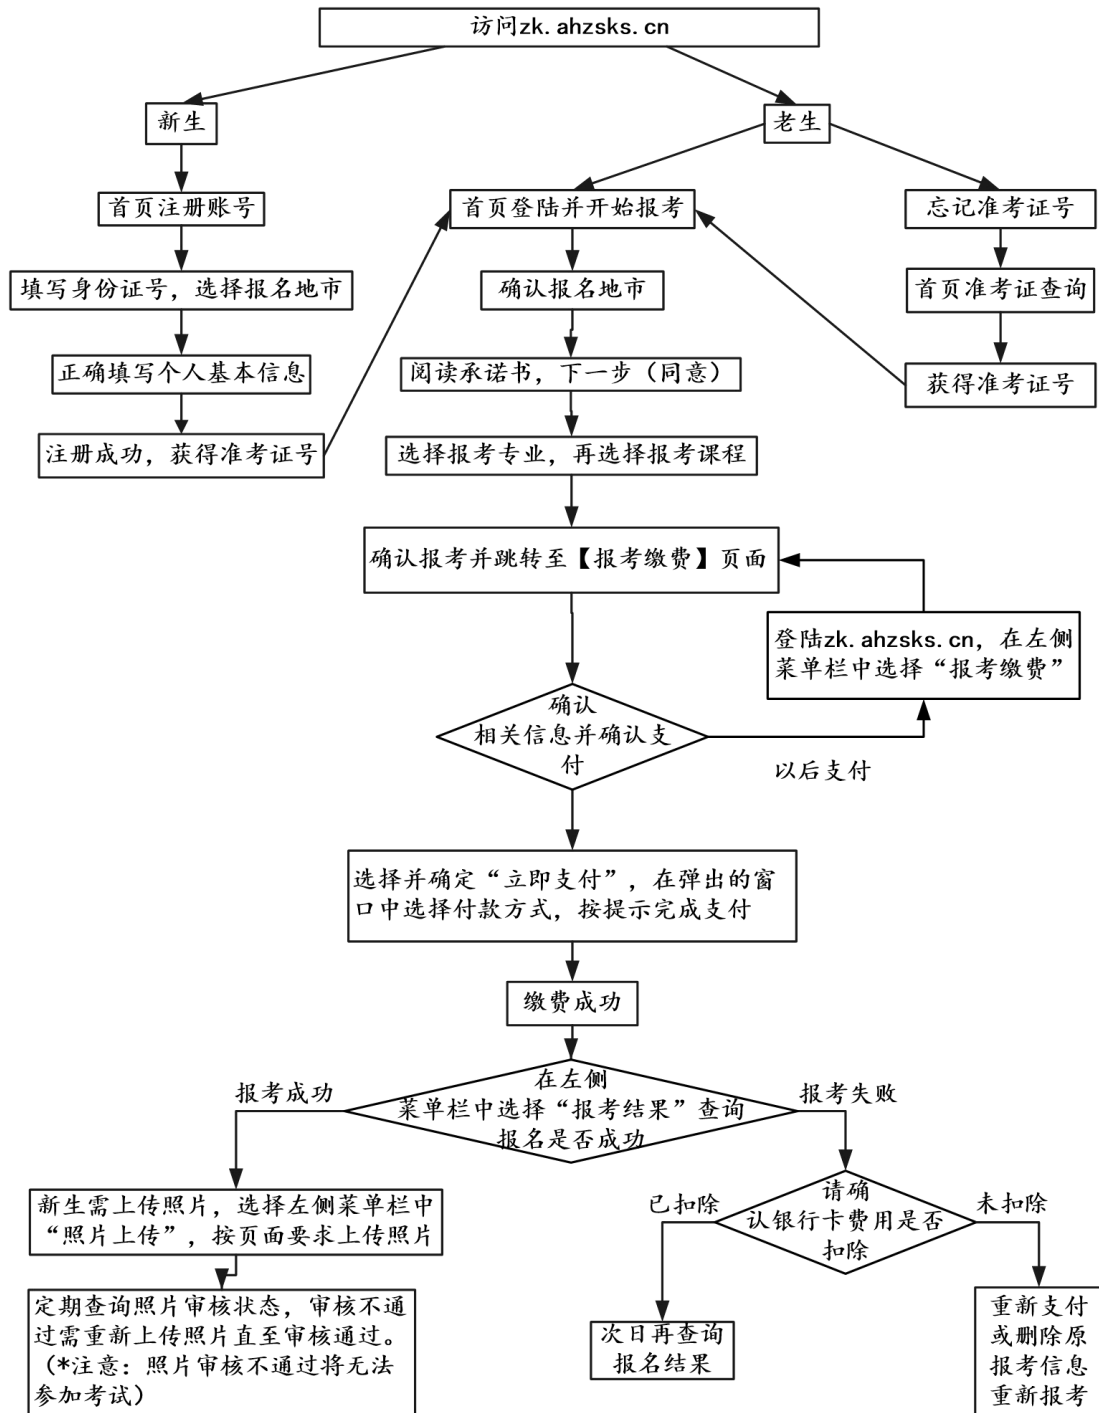 访问zk.ahzsks.cn
新生
老生
首页注册账号
首页登陆并开始报考
忘记准考证号
填写身份证号，选择报名地市
确认报名地市
首页准考证查询
正确填写个人基本信息
阅读承诺书，下一步（同意）
获得准考证号
注册成功，获得准考证号
选择报考专业，再选择报考课程
确认报考并跳转至【报考缴费】页面
登陆zk.ahzsks.cn，在左侧
菜单栏中选择“报考缴费”
确认
相关信息并确认支
付
以后支付
选择并确定“立即支付”，在弹出的窗
口中选择付款方式，按提示完成支付
缴费成功
报考成功
在左侧
菜单栏中选择“报考结果”查询
报名是否成功
报考失败
新生需上传照片，选择左侧菜单栏中
“照片上传”，按页面要求上传照片
已扣除
请确
认银行卡费用是否
扣除
未扣除
定期查询照片审核状态，审核不通
过需重新上传照片直至审核通过。
（*注意：照片审核不通过将无法
参加考试）
次日再查询
报名结果
重新支付
或删除原
报考信息
重新报考